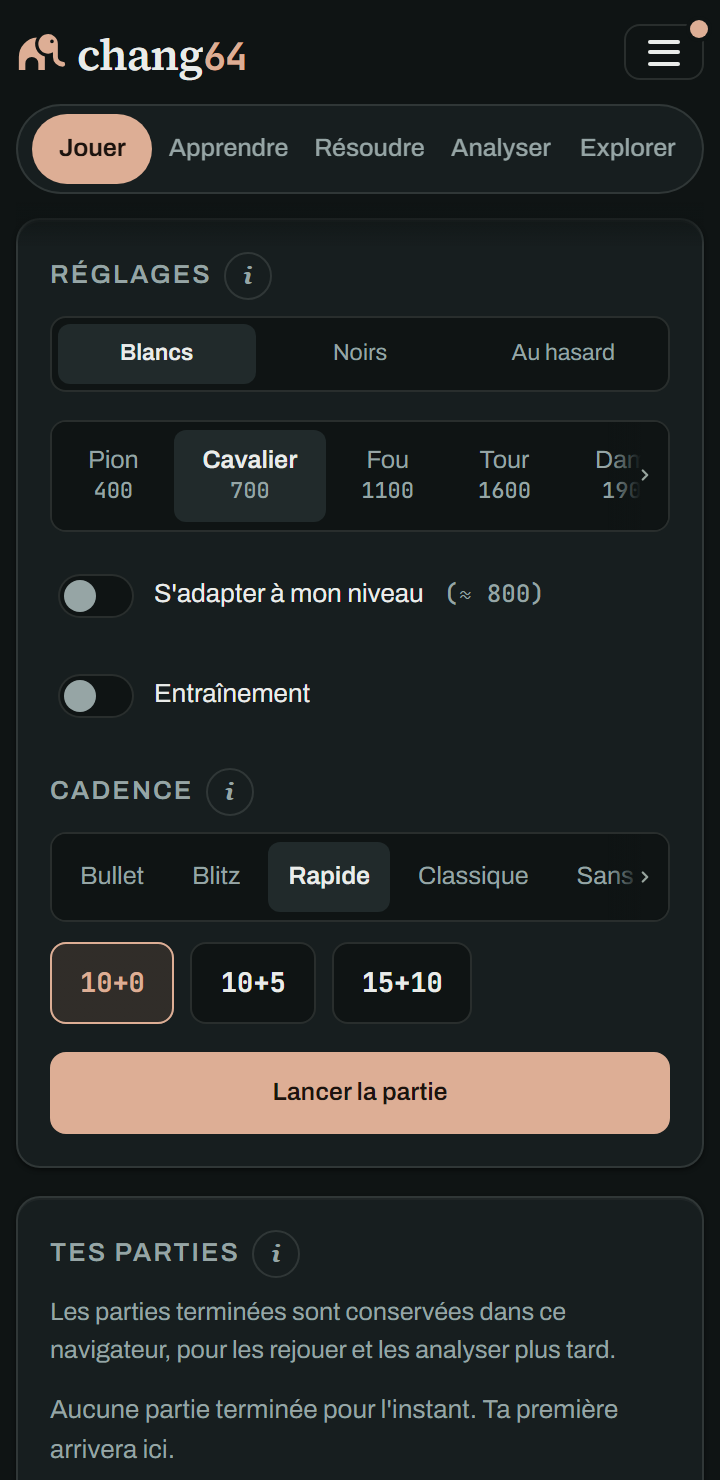 chang64
Jouer Apprendre Résoudre Analyser Explorer
RÉGLAGES i
Blancs Noirs Au hasard
Pion Cavalier Fou Tour
400 700 1100 1600
S'adapter à mon niveau (≈ 800)
Entraînement
CADENCE i
Bullet Blitz Rapide Classique Sans
10+0 10+5 15+10
Lancer la partie
TES PARTIES i
Les parties terminées sont conservées dans ce
navigateur, pour les rejouer et les analyser plus tard.
Aucune partie terminée pour l'instant. Ta première
arrivera ici.